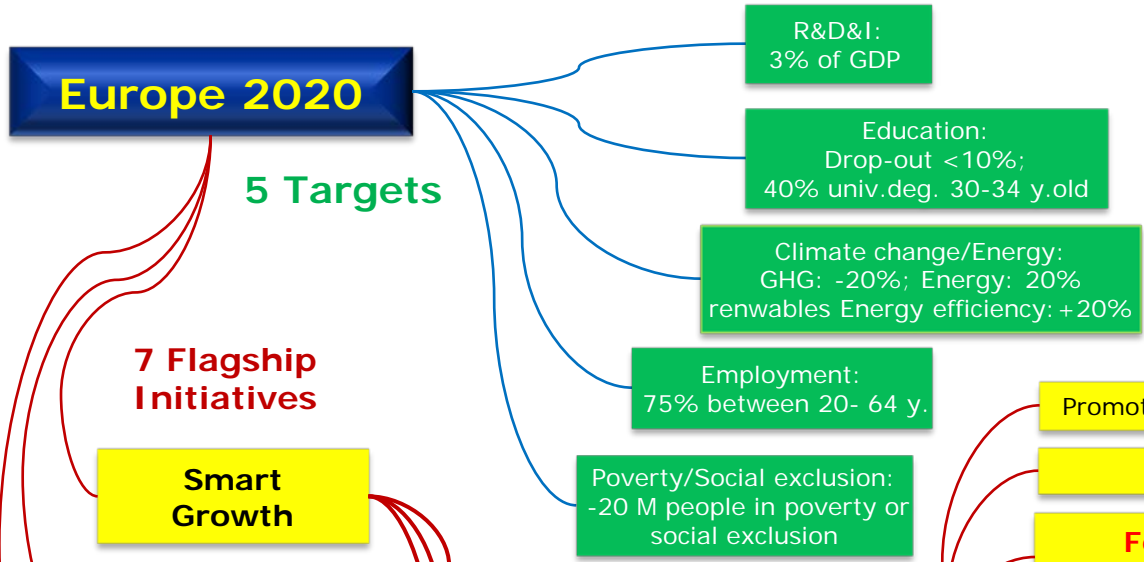 Europe 2020
5 Targets
R&D&I:
3% of GDP
Education:
Drop-out <10%;
40% univ.deg. 30-34 y.old
Climate change/Energy:
GHG: -20%; Energy: 20%
renwables Energy efficiency: +20%
Employment:
75% between 20- 64 y.
Poverty/Social exclusion:
-20 M people in poverty or
social exclusion
7 Flagship
Initiatives
Smart
Growth